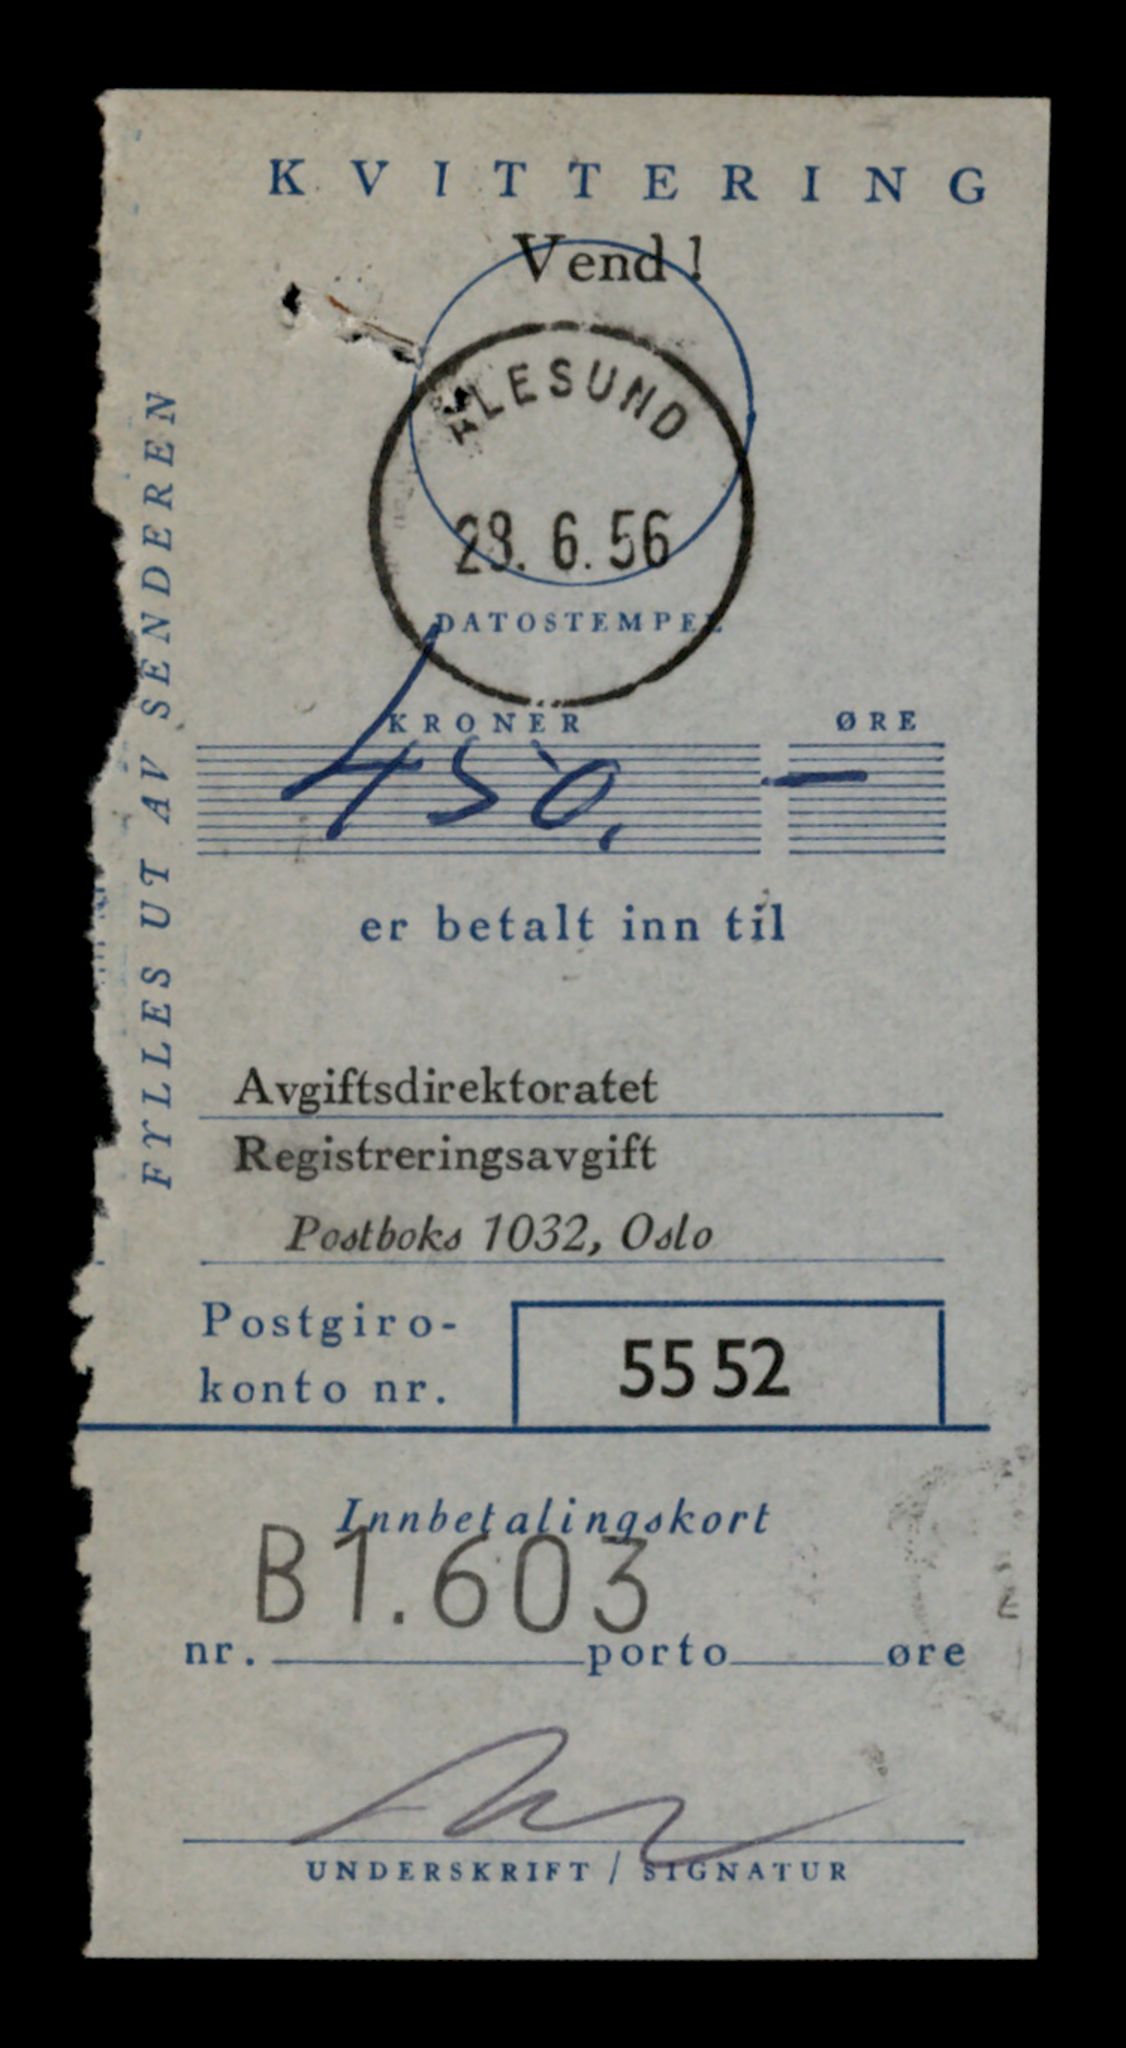 KVITTERING
Vend!
ÅLESUND
28. 6. 56
DATOSTEMPEL
KRONER ØRE
450,-
er betalt inn til
Avgiftsdirektoratet
Registreringsavgift
Postboks 1032, Oslo
Postgiro-
konto nr. 55 52
Innbetalingskort
B1.603
nr. porto øre
UNDERSKRIFT / SIGNATUR
FYLLES UT AV SENDEREN